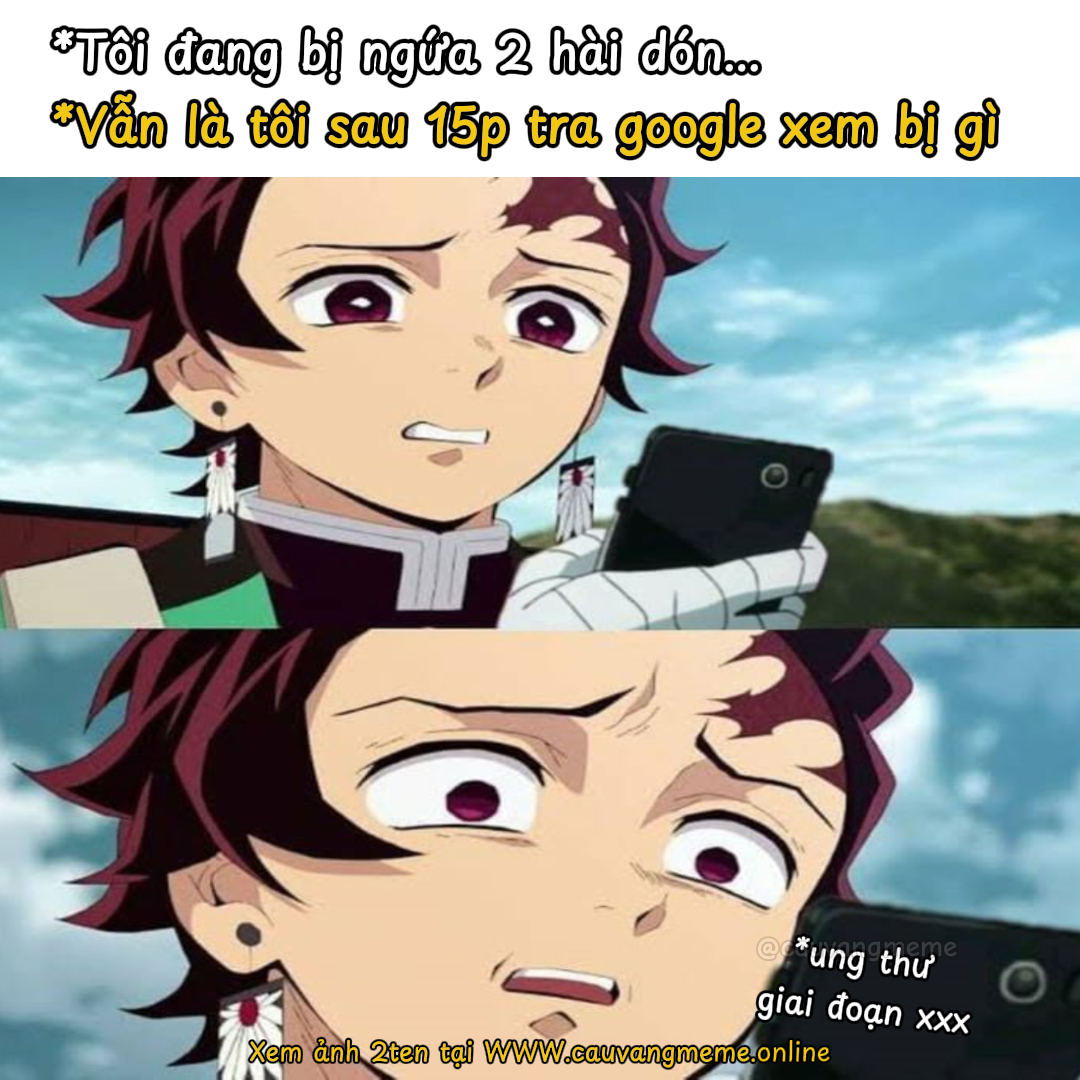 *Tôi đang bị ngứa 2 hài dón...
*Vẫn là tôi sau 15p tra google xem bị gì
@cauvangmeme
*ung thư
giai đoạn xxx
Xem ảnh 2ten tại WWW.cauvangmeme.online